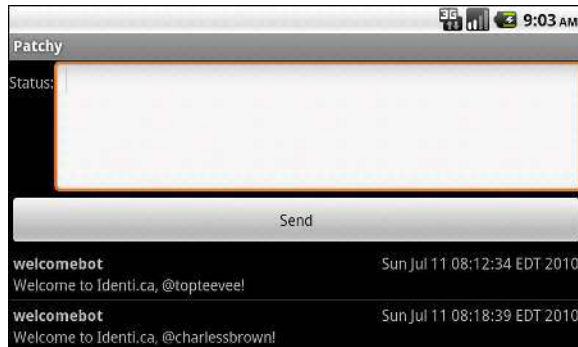 3G 9:03 AM
Patchy
Status:
Send
welcomebot Sun Jul 11 08:12:34 EDT 2010
Welcome to Identi.ca, @topteevee!
welcomebot Sun Jul 11 08:18:39 EDT 2010
Welcome to Identi.ca, @charlessbrown!